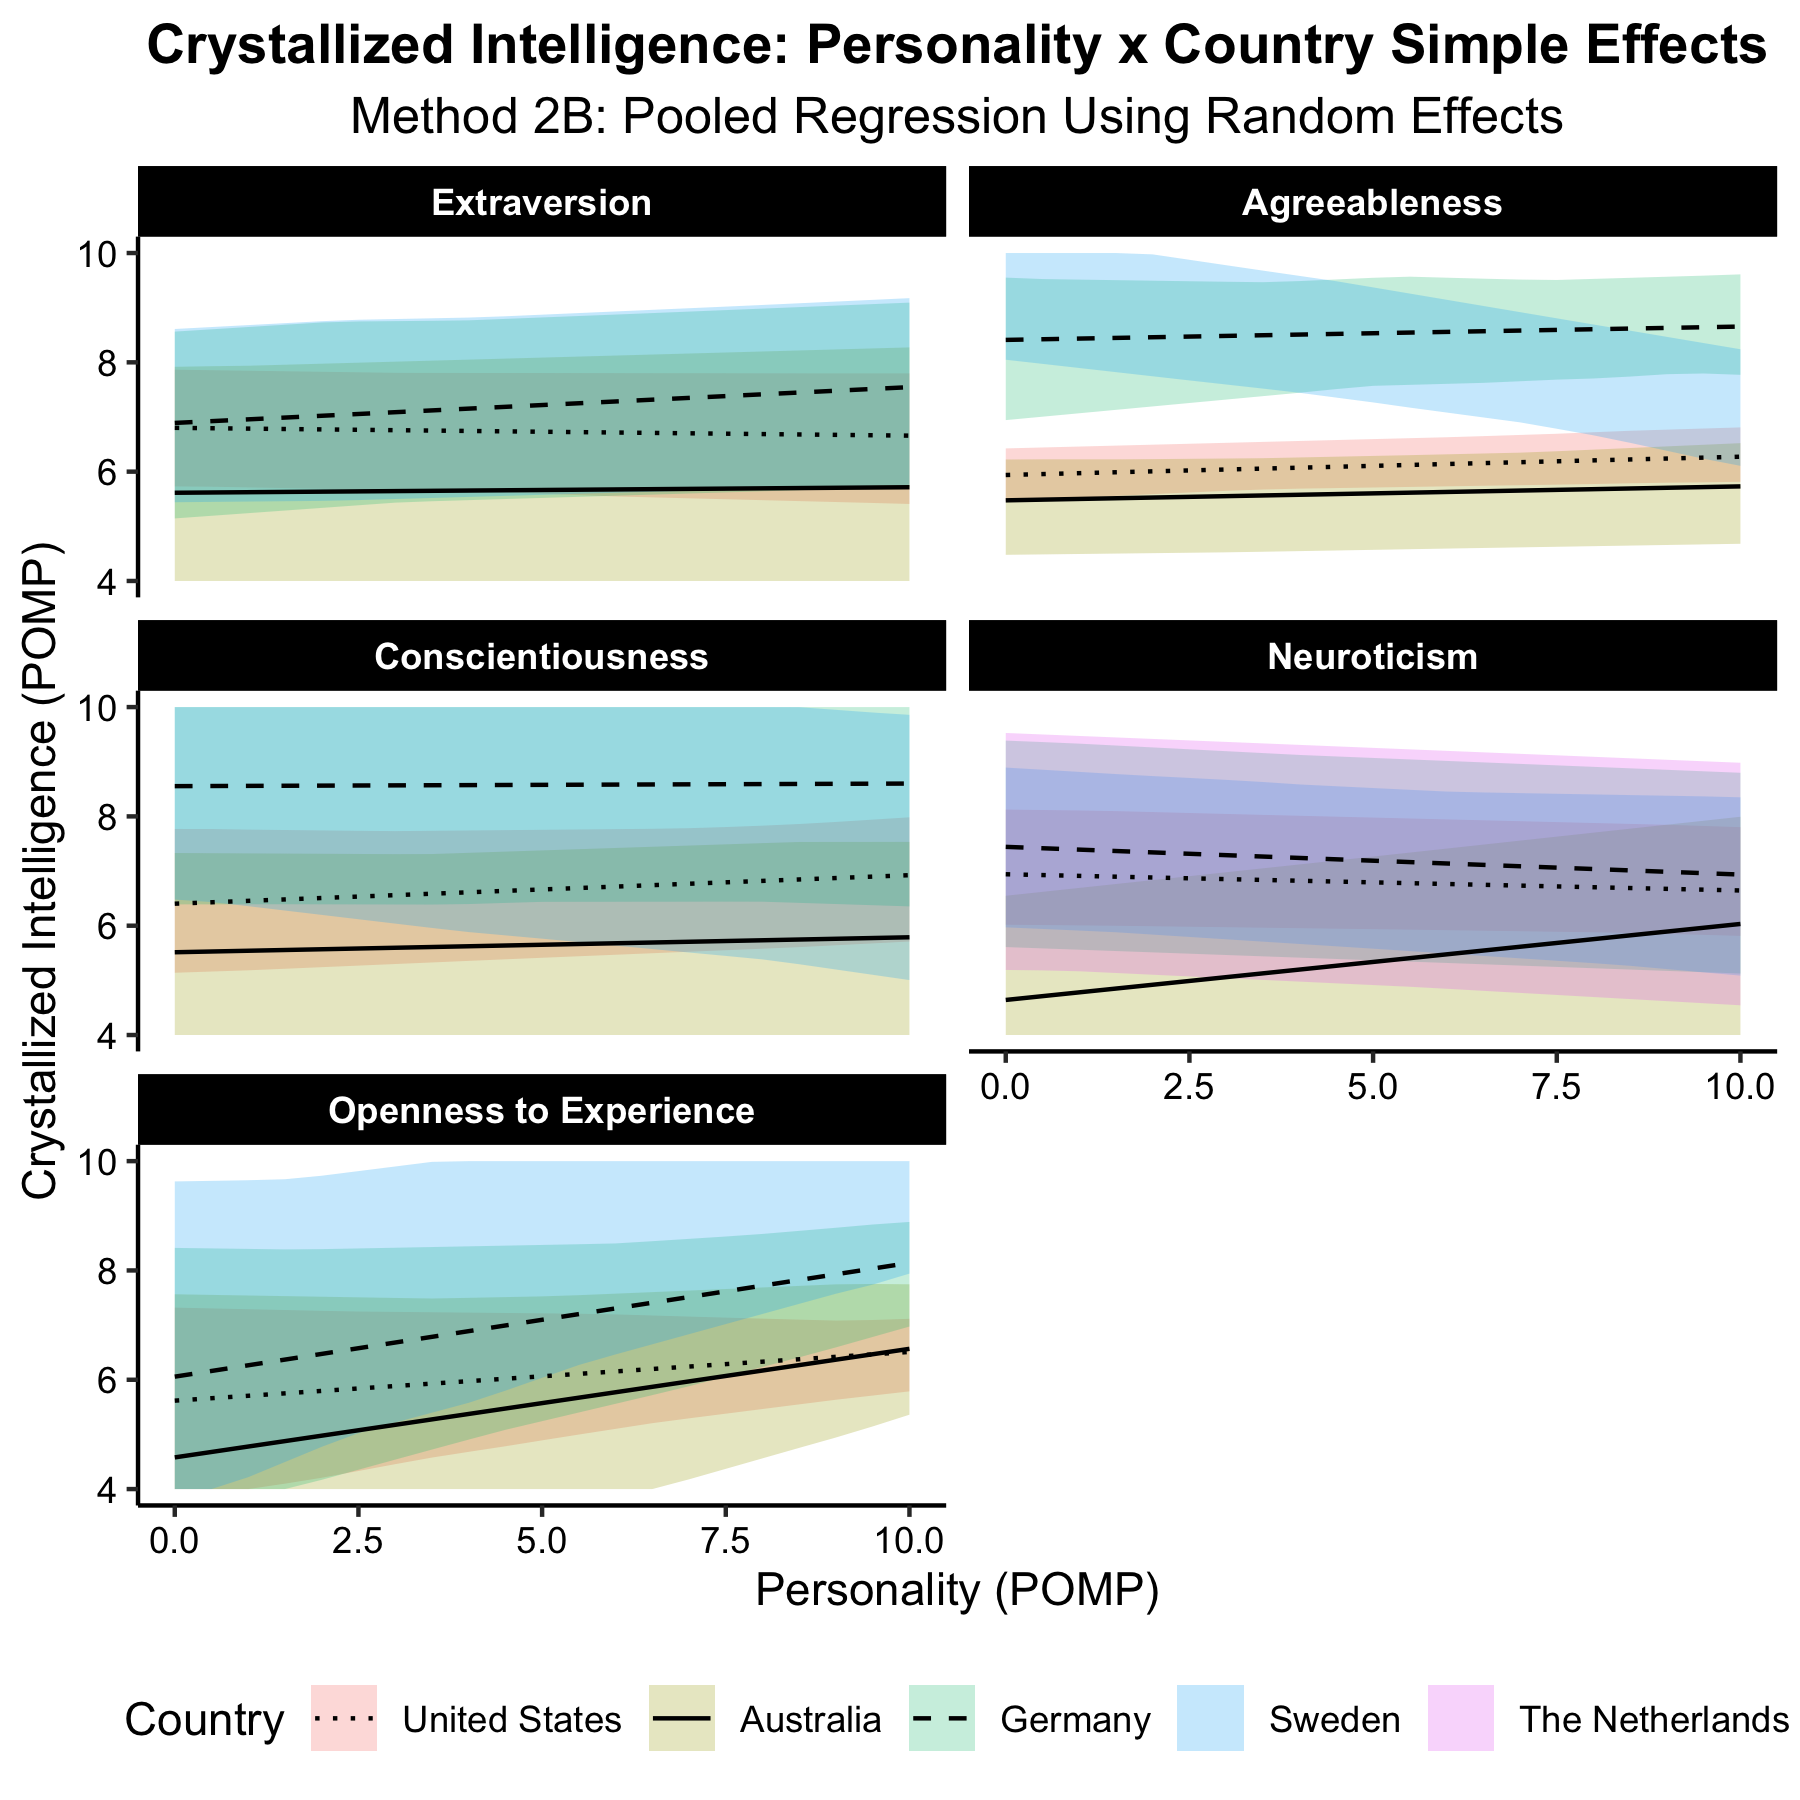 Crystallized Intelligence: Personality x Country Simple Effects
Method 2B: Pooled Regression Using Random Effects
Extraversion
Agreeableness
10
8
6
4
Conscientiousness
Neuroticism
10
8
6
4
0.0 2.5 5.0 7.5 10.0
Openness to Experience
10
8
6
4
0.0 2.5 5.0 7.5 10.0
Crystallized Intelligence (POMP)
Personality (POMP)
Country United States Australia Germany Sweden The Netherlands